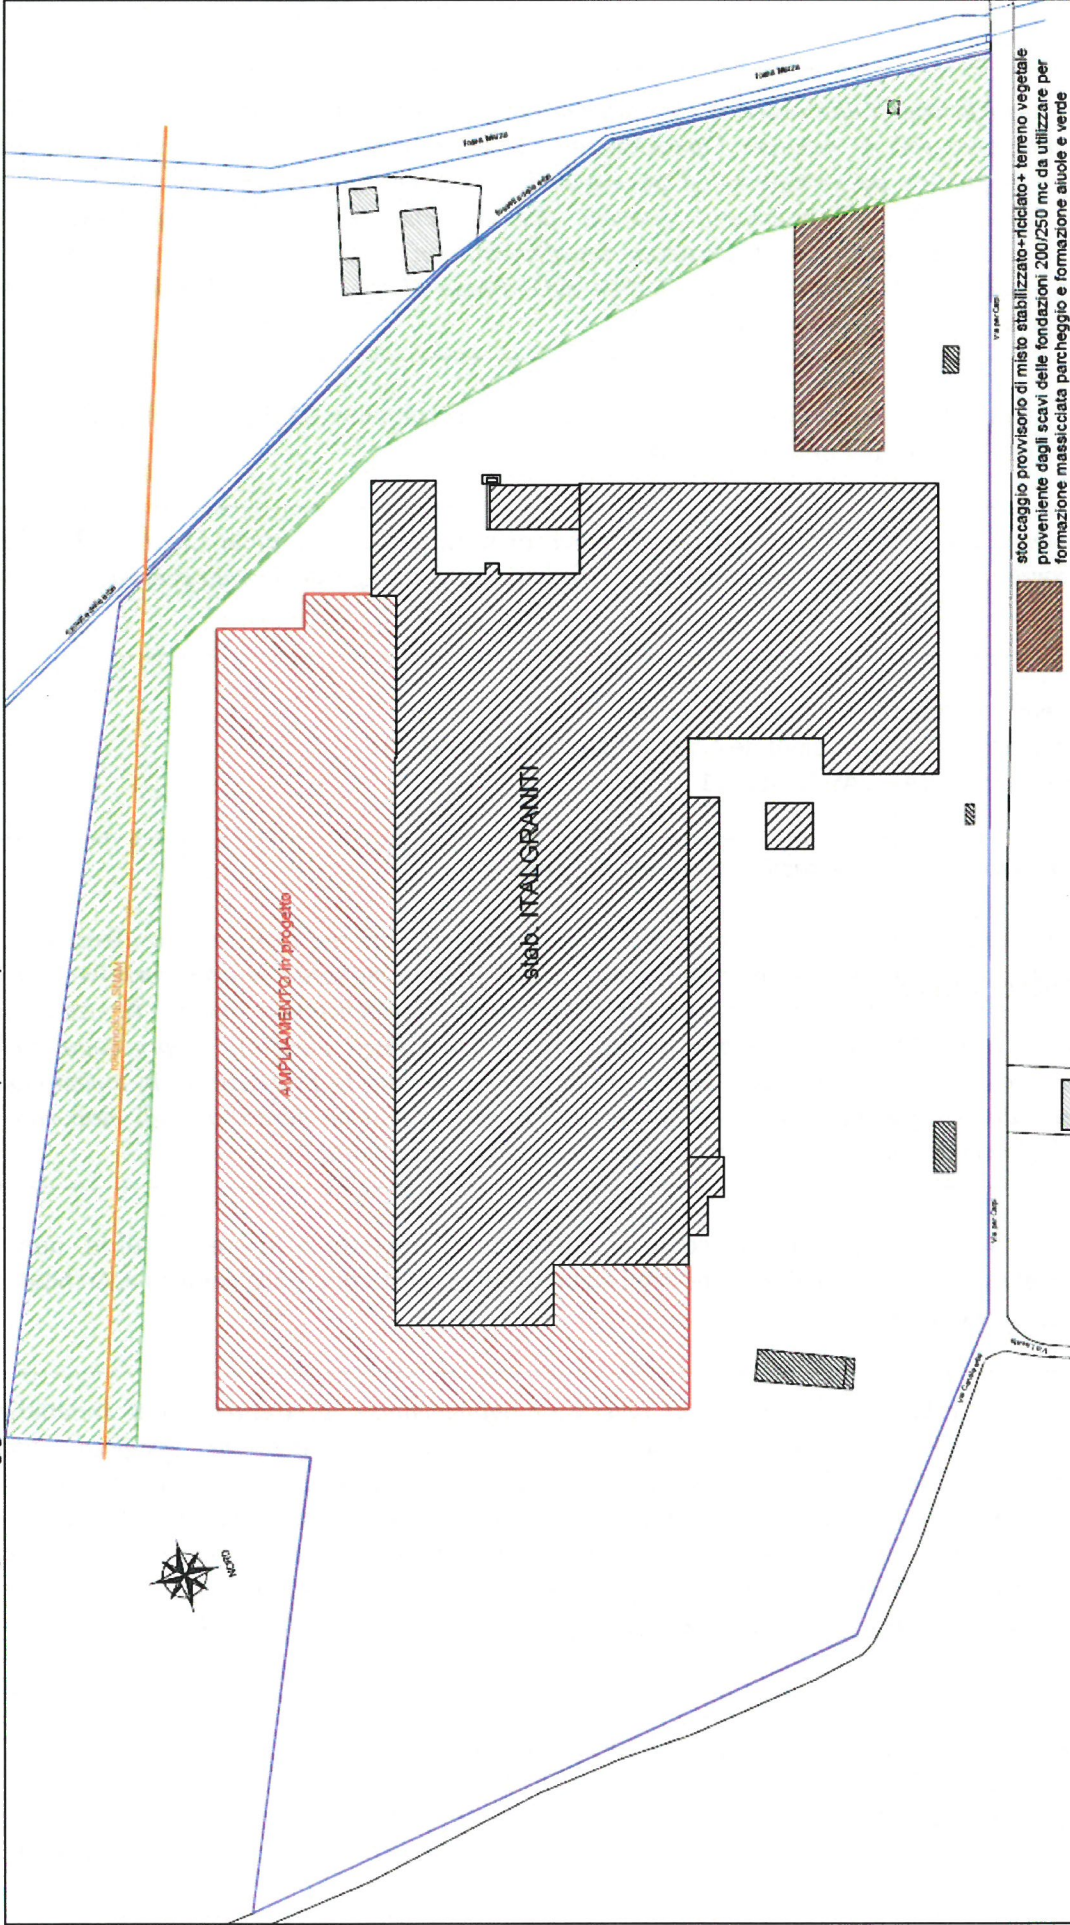 Fossa Mozza
Fossa Mozza
AMPLIAMENTO in progetto
stab. ITALGRANITI
NORD
Via per Carpi
Via per Carpi
stoccaggio provvisorio di misto stabilizzato+riciclato+ terreno vegetale
proveniente dagli scavi delle fondazioni 200/250 mc da utilizzare per
formazione massicciata parcheggio e formazione aiuole e verde